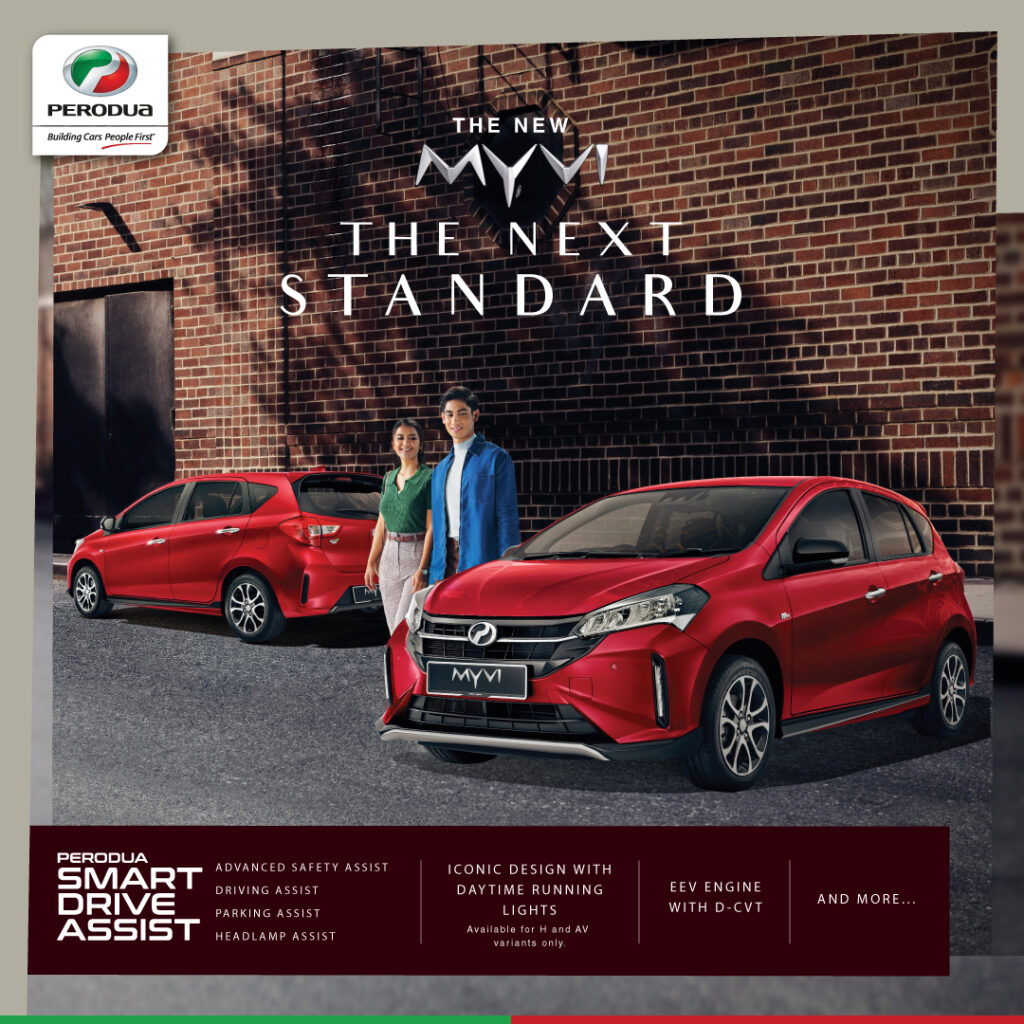 PERODUA
Building Cars People First
THE NEW
MYVI
THE NEXT
STANDARD
MYVI
PERODUA
SMART
DRIVE
ASSIST
ADVANCED SAFETY ASSIST
DRIVING ASSIST
PARKING ASSIST
HEADLAMP ASSIST
ICONIC DESIGN WITH
DAYTIME RUNNING
LIGHTS
Available for H and AV
variants only.
EEV ENGINE
WITH D-CVT
AND MORE...